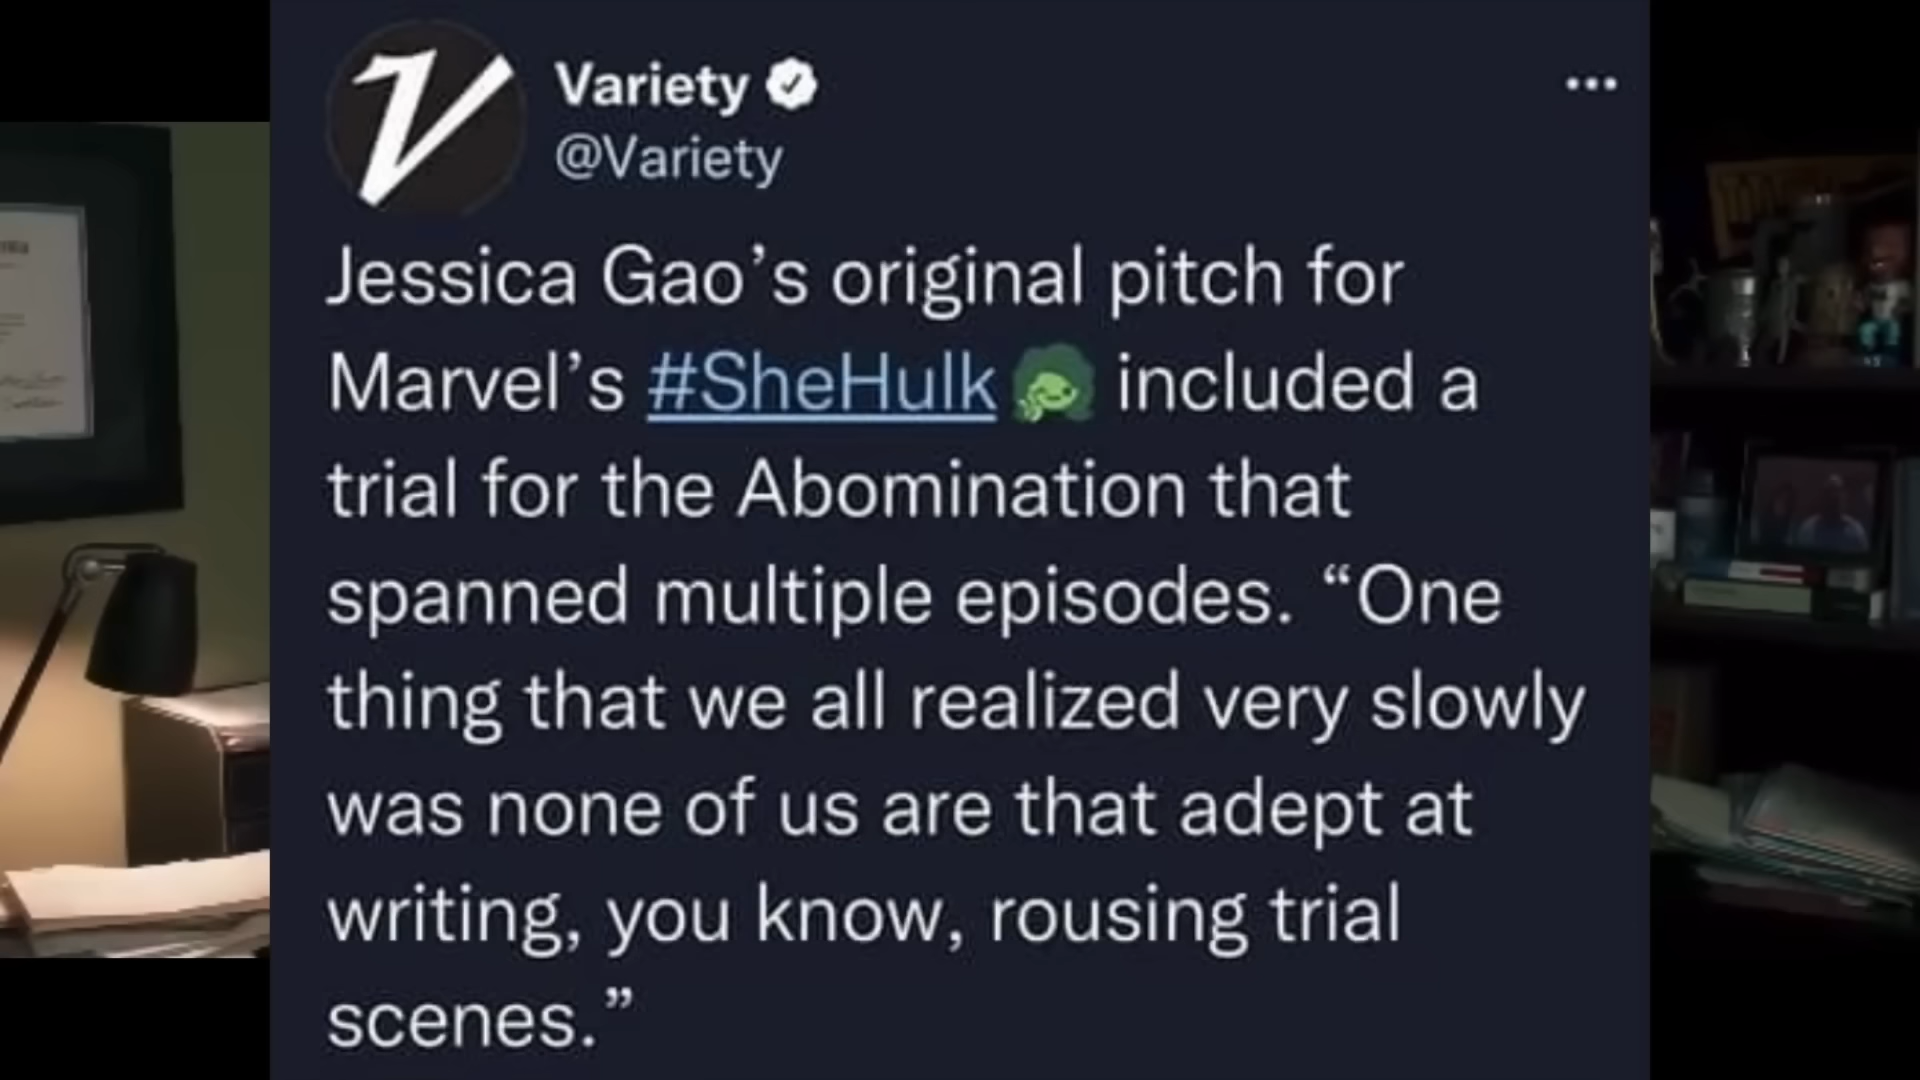 Variety
@Variety
Jessica Gao’s original pitch for
Marvel’s #SheHulk included a
trial for the Abomination that
spanned multiple episodes. “One
thing that we all realized very slowly
was none of us are that adept at
writing, you know, rousing trial
scenes.”